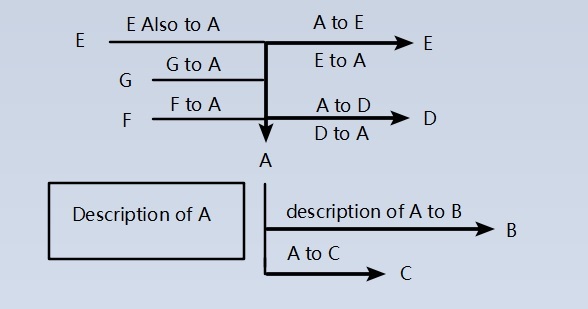 E Also to A
A to E
E
E
E to A
G to A
G
F to A
A to D
F
D
D to A
A
Description of A
description of A to B
B
A to C
C